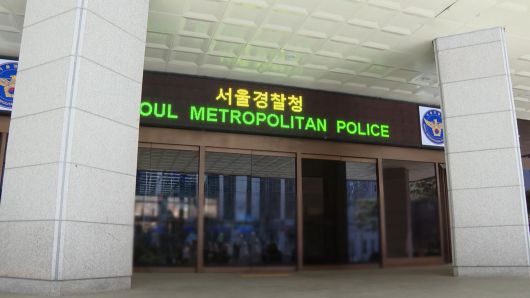 서울경찰청
OUL METROPOLITAN POLICE